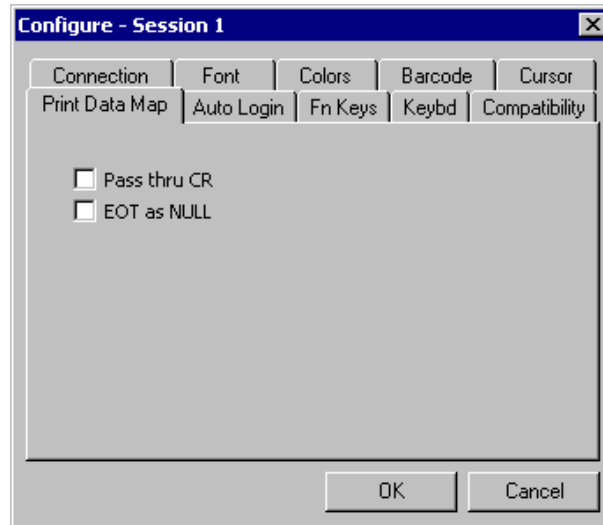 Configure - Session 1
Connection Font Colors Barcode Cursor
Print Data Map Auto Login Fn Keys Keybd Compatibility
Pass thru CR
EOT as NULL
OK Cancel